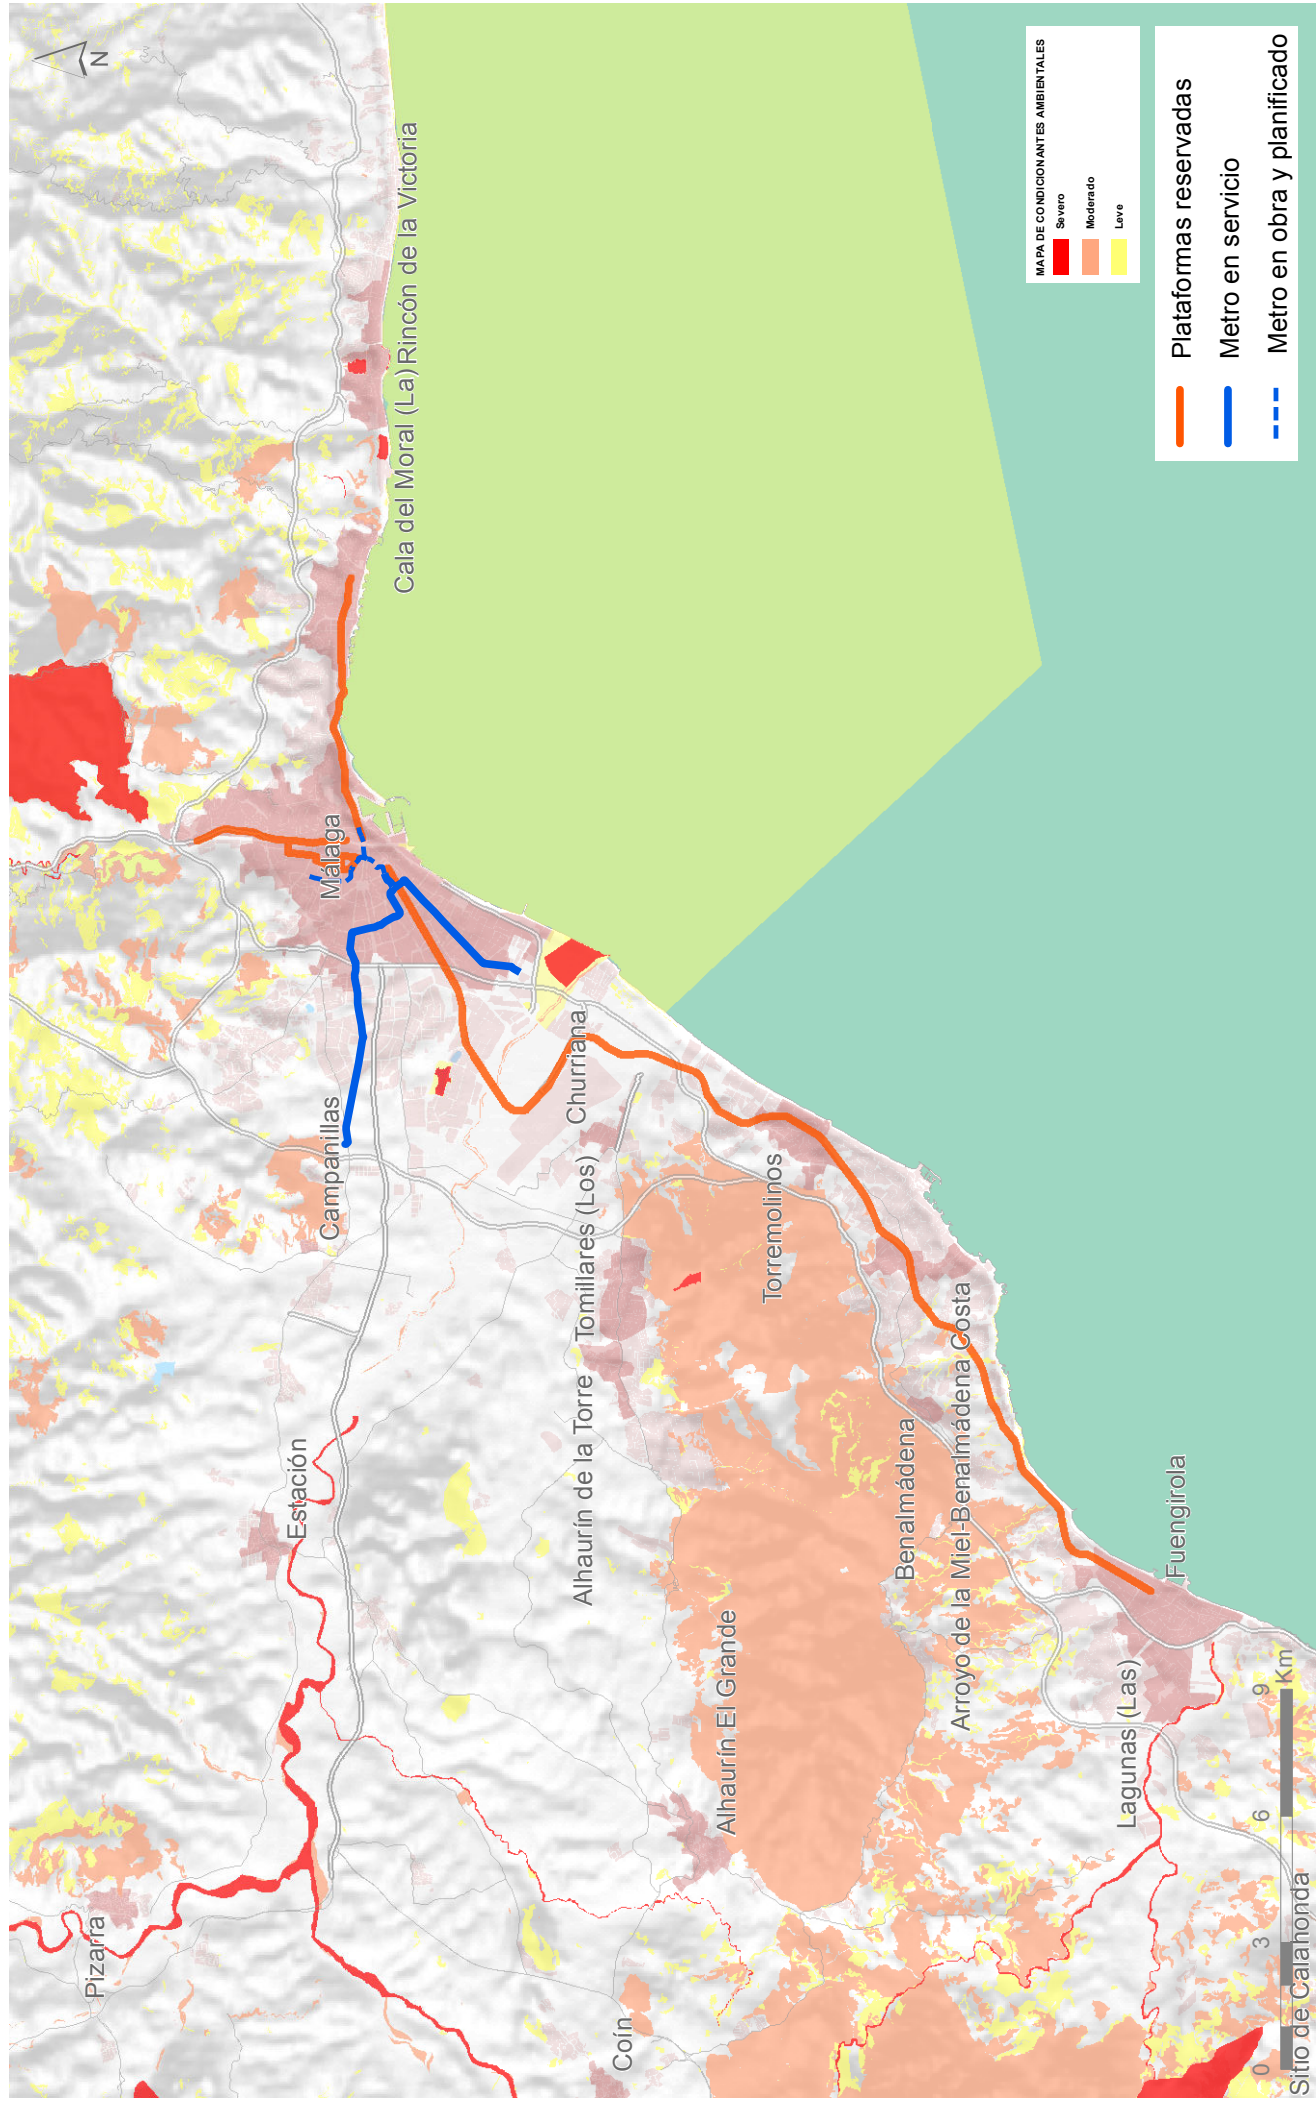 N
MAPA DE CONDICIONANTES AMBIENTALES
Severo
Moderado
Leve
Plataformas reservadas
Metro en servicio
Metro en obra y planificado
Pizarra
Estación
Campanillas
Málaga
Cala del Moral (La)
Rincón de la Victoria
Churriana
Tomillares (Los)
Alhaurín de la Torre
Coín
Alhaurín El Grande
Torremolinos
Benalmádena
Arroyo de la Miel-Benalmádena Costa
Lagunas (Las)
Fuengirola
Sitio de Calahonda
0 3 6 9
Km